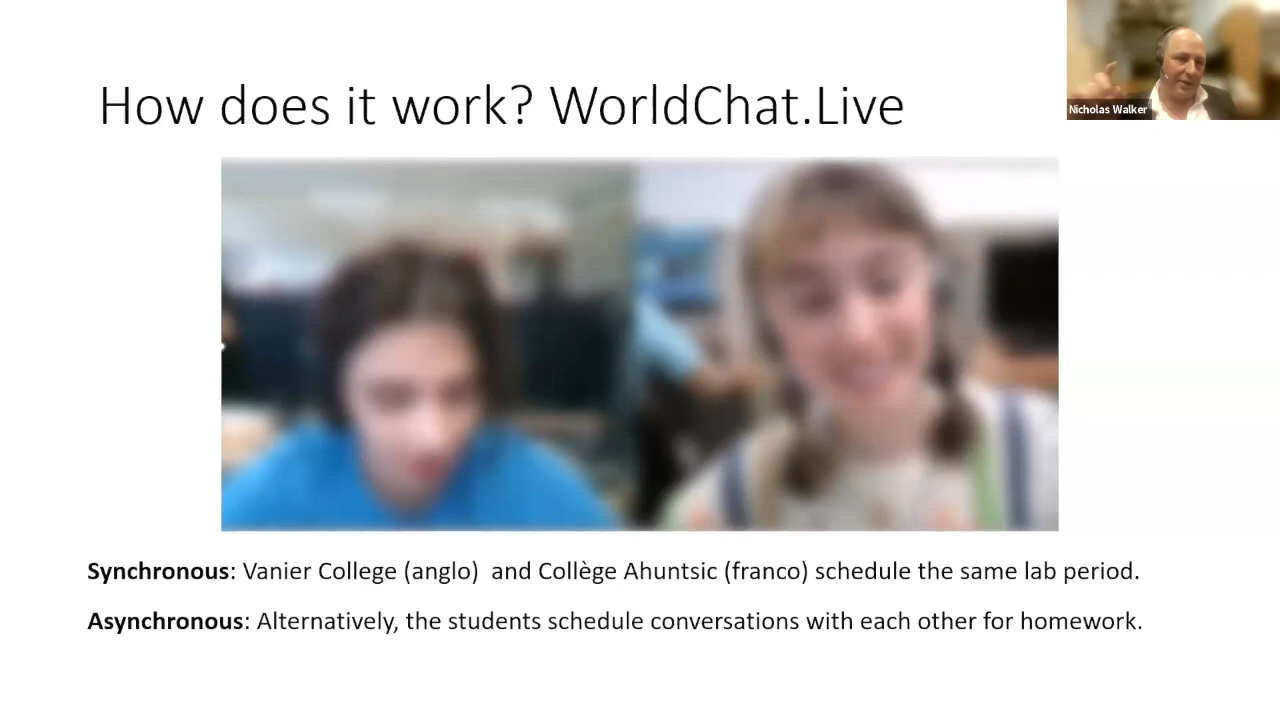 How does it work? WorldChat.Live
Nicholas Walker
Synchronous: Vanier College (anglo)  and Collège Ahuntsic (franco) schedule the same lab period.
Asynchronous: Alternatively, the students schedule conversations with each other for homework.